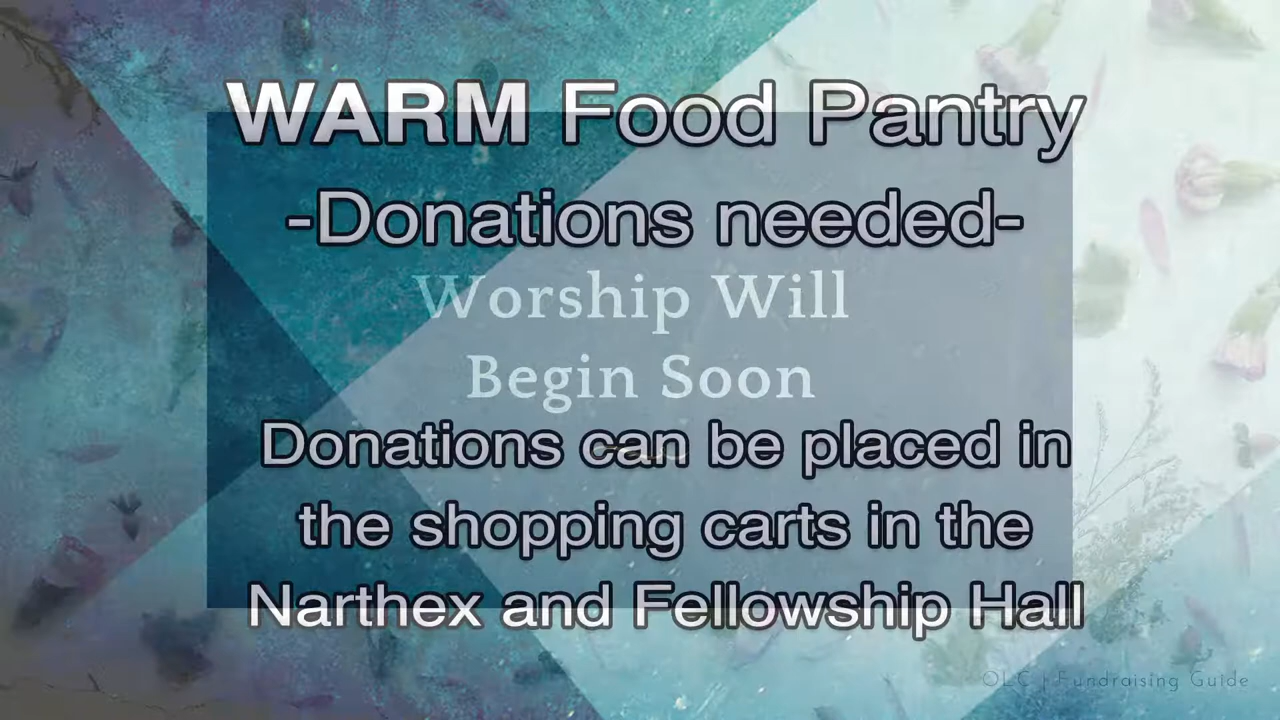 WARM Food Pantry
-Donations needed-
Worship Will
Begin Soon
Donations can be placed in
the shopping carts in the
Narthex and Fellowship Hall
OLC | Fundraising Guide